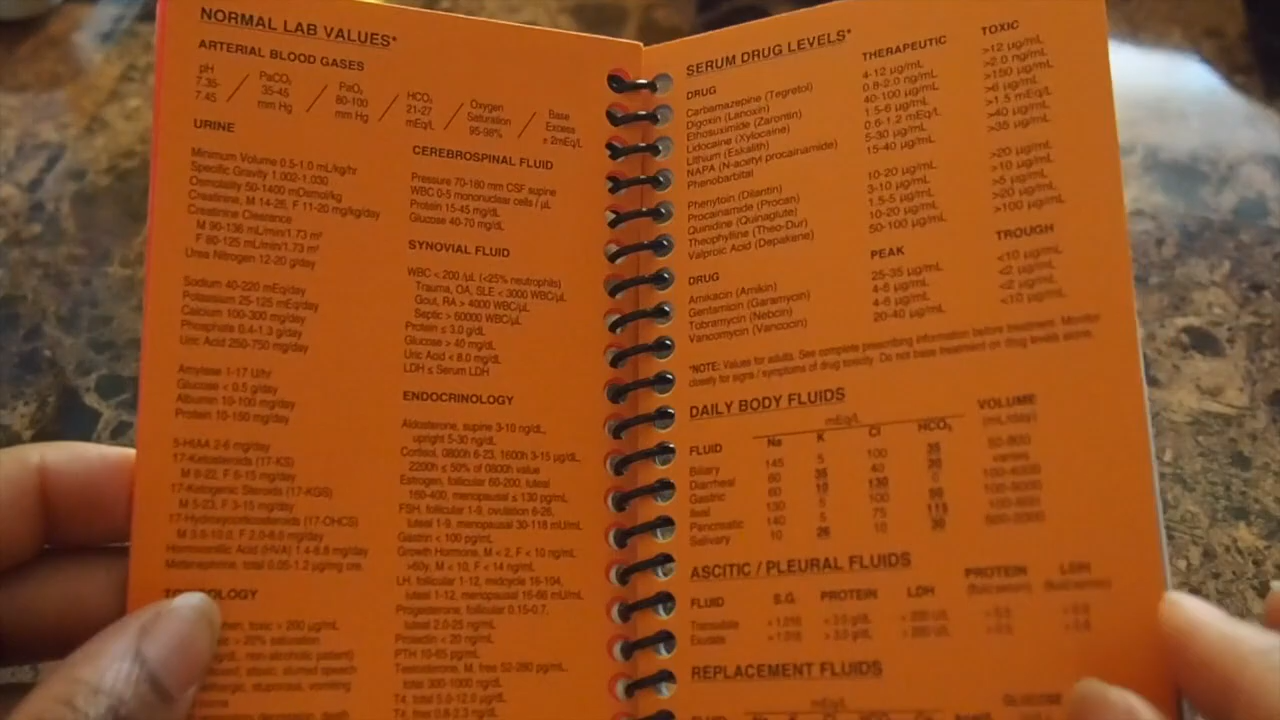 NORMAL LAB VALUES*
ARTERIAL BLOOD GASES
pH 7.35-7.45 / PaCO₂ 35-45 mm Hg / PaO₂ 80-100 mm Hg / HCO₃ 21-27 mEq/L / Oxygen Saturation 95-98% / Base Excess ± 2mEq/L
URINE
Minimum Volume 0.5-1.0 mL/kg/hr
Specific Gravity 1.002-1.030
Osmolality 50-1400 mOsmol/kg
Creatinine, M 14-26, F 11-20 mg/kg/day
Creatinine Clearance
M 90-136 mL/min/1.73 m²
F 80-125 mL/min/1.73 m²
Urea Nitrogen 12-20 g/day
Sodium 40-220 mEq/day
Potassium 25-125 mEq/day
Calcium 100-300 mg/day
Phosphate 0.4-1.3 g/day
Uric Acid 250-750 mg/day
Amylase 1-17 U/hr
Glucose < 0.5 g/day
Albumin 10-100 mg/day
Protein 10-150 mg/day
5-HIAA 2-6 mg/day
17-Ketosteroids (17-KS)
M 8-22, F 6-15 mg/day
17-Ketogenic Steroids (17-KGS)
M 5-23, F 3-15 mg/day
17-Hydroxycorticosteroids (17-OHCS)
Homovanillic Acid (HVA)
Metanephrine, total 0.05-1.2 µg/mg
CEREBROSPINAL FLUID
Pressure 70-180 mm CSF supine
WBC 0-5 mononuclear cells / µL
Protein 15-45 mg/dL
Glucose 40-70 mg/dL
SYNOVIAL FLUID
WBC < 200 /µL (<25% neutrophils)
Trauma, OA, SLE < 3000 WBC/µL
Gout, RA > 4000 WBC/µL
Septic > 60000 WBC/µL
Protein ≤ 3.0 g/dL
Glucose > 40 mg/dL
Uric Acid < 8.0 mg/dL
LDH ≤ Serum LDH
ENDOCRINOLOGY
Aldosterone, supine 3-10 ng/dL,
upright 5-30 ng/dL
Cortisol, 0800h 6-23, 1600h 3-15 µg/dL,
2200h ≤ 50% of 0800h value
Estrogen, follicular 60-200, luteal
160-400, menopausal ≤ 130 pg/mL
FSH, follicular 1-9, ovulation 6-26,
luteal 1-9, menopausal 30-118 mU/mL
Gastrin < 100 pg/mL
Growth Hormone, M < 2, F < 10 ng/mL
>60y, M < 10, F < 14 ng/mL
LH, follicular 1-12, midcycle 16-104,
luteal 1-12, menopausal 16-66 mU/mL
Progesterone, follicular 0.15-0.7,
luteal 2.0-25 ng/mL
Prolactin < 20 ng/mL
PTH 10-65 pg/mL
Testosterone, M, free 52-280 pg/mL,
total 300-1000 ng/dL
SERUM DRUG LEVELS*
DRUG THERAPEUTIC TOXIC
Carbamazepine (Tegretol) 4-12 µg/mL >12 µg/mL
Digoxin (Lanoxin) 0.8-2.0 ng/mL >2.0 ng/mL
Ethosuximide (Zarontin) 40-100 µg/mL >150 µg/mL
Lidocaine (Xylocaine) 1.5-6 µg/mL >6 µg/mL
Lithium (Eskalith) 0.6-1.2 mEq/L >1.5 mEq/L
NAPA (N-acetyl procainamide) 5-30 µg/mL >40 µg/mL
Phenobarbital 15-40 µg/mL >35 µg/mL
Phenytoin (Dilantin) 10-20 µg/mL >20 µg/mL
Procainamide (Procan) 3-10 µg/mL >10 µg/mL
Quinidine (Quinaglute) 1.5-5 µg/mL >5 µg/mL
Theophylline (Theo-Dur) 10-20 µg/mL >20 µg/mL
Valproic Acid (Depakene) 50-100 µg/mL >100 µg/mL
DRUG PEAK TROUGH
Amikacin (Amikin) 25-35 µg/mL <10 µg/mL
Gentamicin (Garamycin) 4-8 µg/mL <2 µg/mL
Tobramycin (Nebcin) 4-8 µg/mL <2 µg/mL
Vancomycin (Vancocin) 20-40 µg/mL <10 µg/mL
*NOTE: Values for adults. See complete prescribing information before treatment. Monitor
closely for signs / symptoms of drug toxicity. Do not base treatment on drug levels alone.
DAILY BODY FLUIDS
mEq/L
FLUID Na K Cl HCO₃ VOLUME (mL/day)
Biliary 145 5 100 35
Diarrheal 60 35 40
Gastric 60 10 130 0
Ileal 130 5 100
Pancreatic 140 5 75 115
Salivary 10 26 10 30
ASCITIC / PLEURAL FLUIDS
FLUID S.G. PROTEIN LDH PROTEIN LDH
Transudate
Exudate
REPLACEMENT FLUIDS
mEq/L